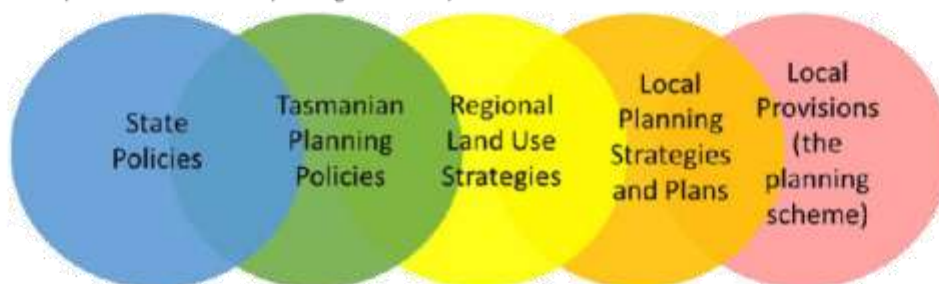 State
Policies
Tasmanian
Planning
Policies
Regional
Land Use
Strategies
Local
Planning
Strategies
and Plans
Local
Provisions
(the
planning
scheme)